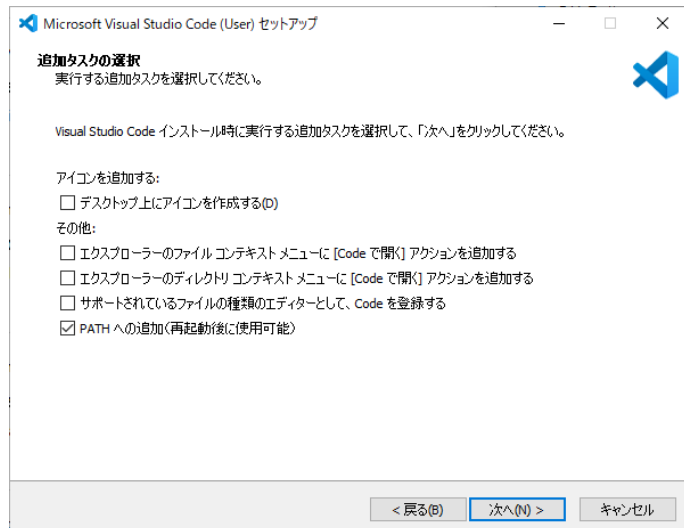 Microsoft Visual Studio Code (User) セットアップ
追加タスクの選択
実行する追加タスクを選択してください。
Visual Studio Code インストール時に実行する追加タスクを選択して、「次へ」をクリックしてください。
アイコンを追加する:
デスクトップ上にアイコンを作成する(D)
その他:
エクスプローラーのファイル コンテキスト メニューに [Code で開く] アクションを追加する
エクスプローラーのディレクトリ コンテキスト メニューに [Code で開く] アクションを追加する
サポートされているファイルの種類のエディターとして、Code を登録する
PATH への追加(再起動後に使用可能)
< 戻る(B) 次へ(N) > キャンセル